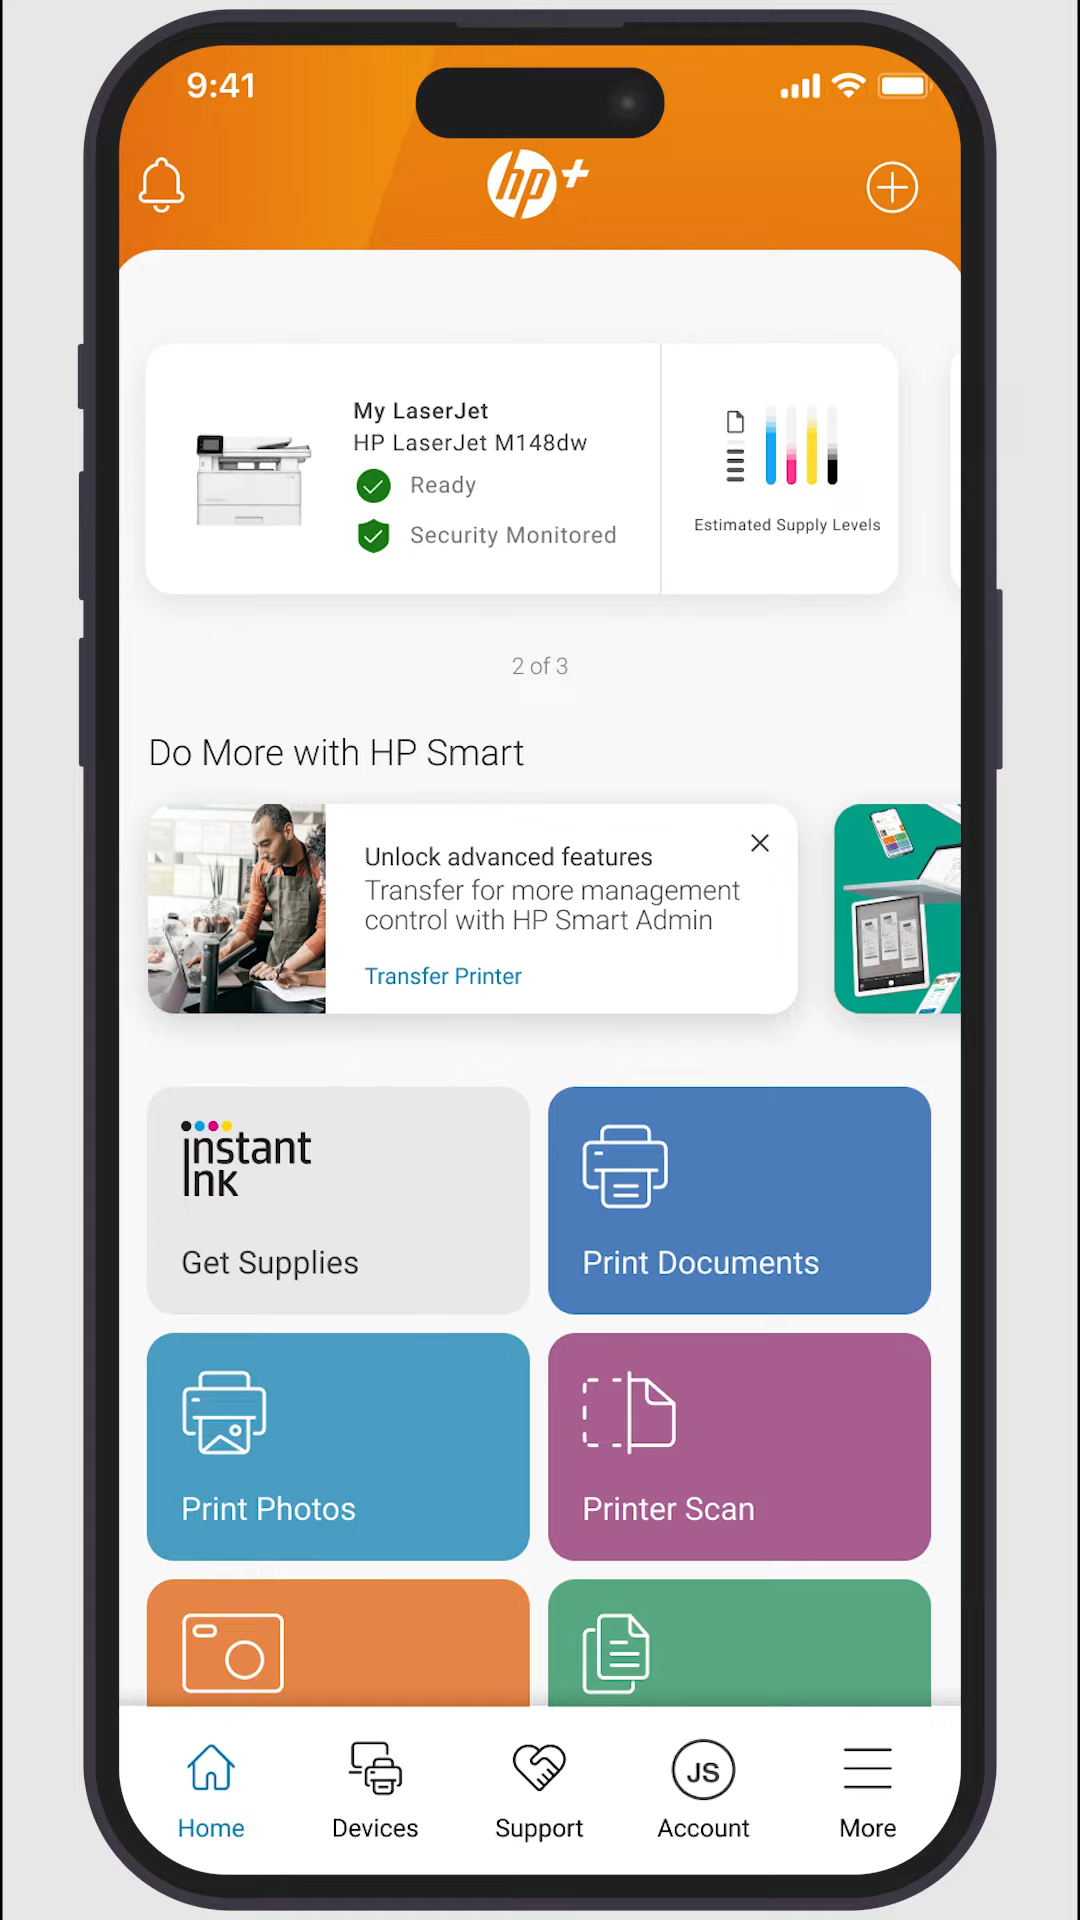 9:41
hp+
My LaserJet
HP LaserJet M148dw
Ready
Security Monitored
Estimated Supply Levels
2 of 3
Do More with HP Smart
Unlock advanced features
Transfer for more management
control with HP Smart Admin
Transfer Printer
instant
Ink
Get Supplies
Print Documents
Print Photos
Printer Scan
JS
Home
Devices
Support
Account
More